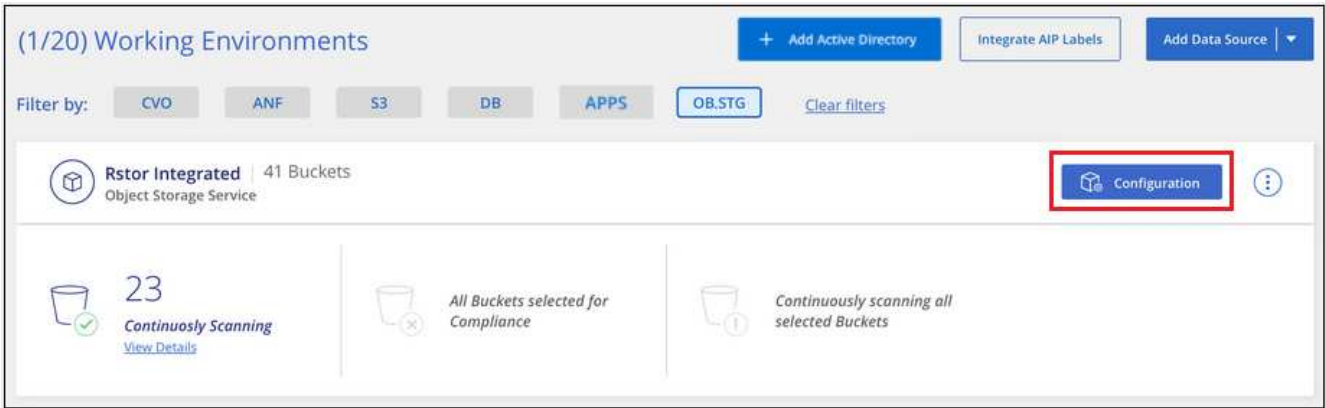 (1/20) Working Environments
+ Add Active Directory
Integrate AIP Labels
Add Data Source
Filter by:
CVO
ANF
S3
DB
APPS
OB.STG
Clear filters
Rstor Integrated | 41 Buckets
Object Storage Service
Configuration
23
Continuosly Scanning
View Details
All Buckets selected for
Compliance
Continuously scanning all
selected Buckets